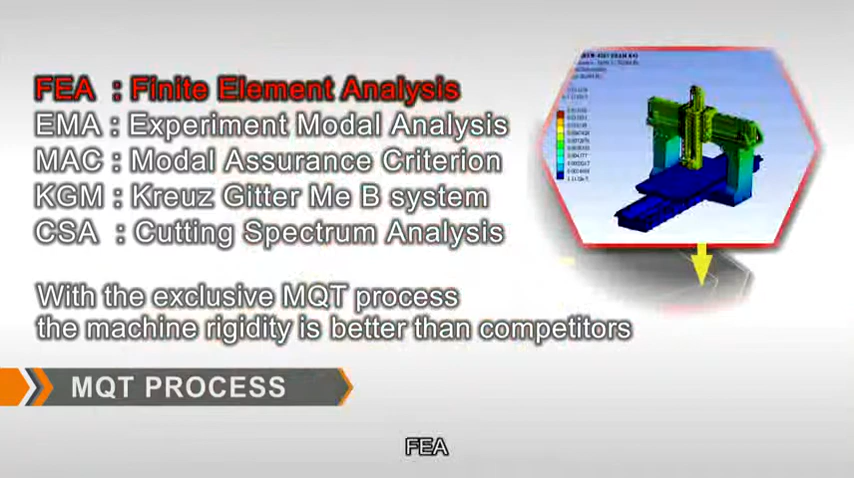 FEA : Finite Element Analysis
EMA : Experiment Modal Analysis
MAC : Modal Assurance Criterion
KGM : Kreuz Gitter Me B system
CSA : Cutting Spectrum Analysis
With the exclusive MQT process
the machine rigidity is better than competitors
MQT PROCESS
FEA